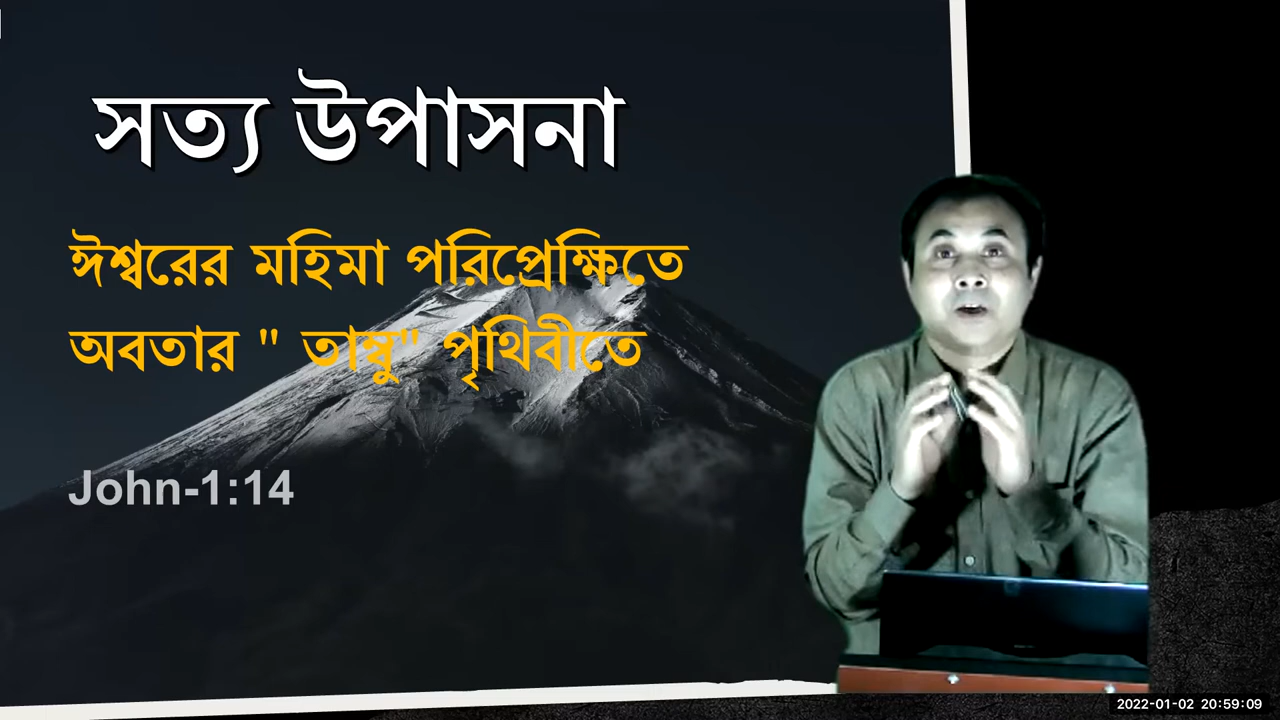 সত্য উপাসনা
ঈশ্বরের মহিমা পরিপ্রেক্ষিতে
অবতার " তাম্বু" পৃথিবীতে
John-1:14
2022-01-02 20:59:09